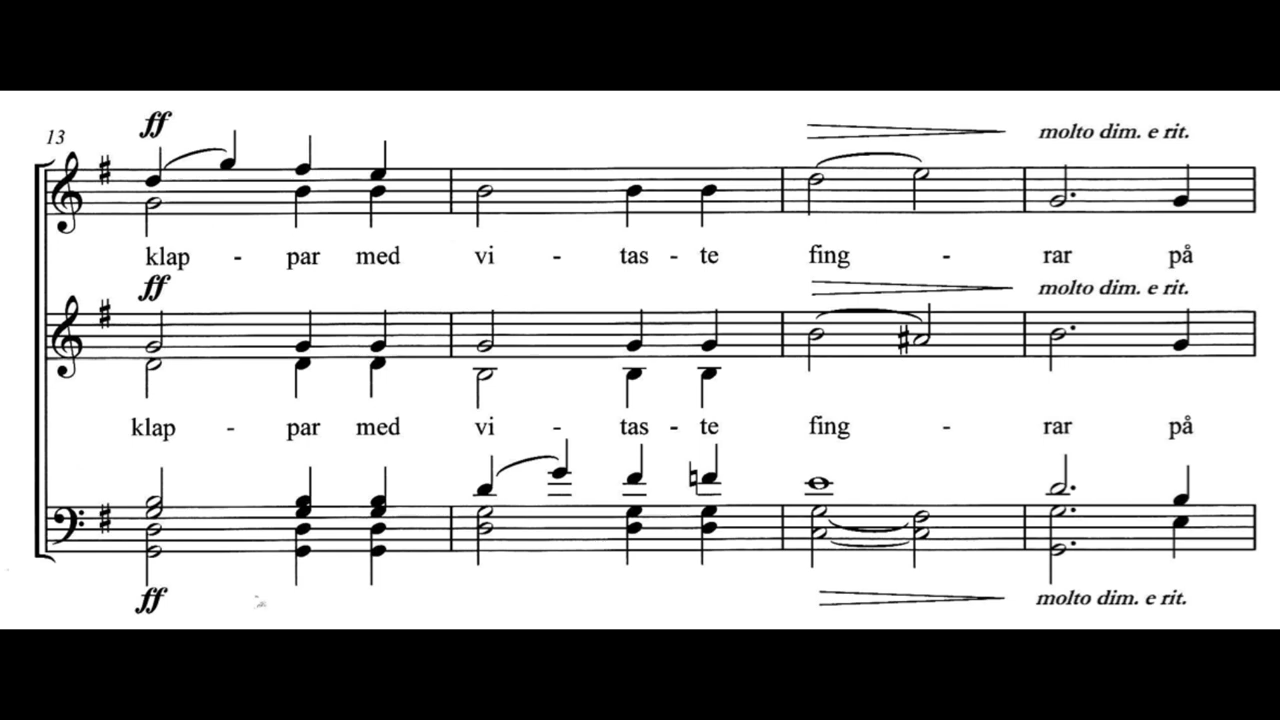 ff
13
molto dim. e rit.
klap - par med vi - tas - te fing - rar på
ff
molto dim. e rit.
klap - par med vi - tas - te fing - rar på
ff
molto dim. e rit.